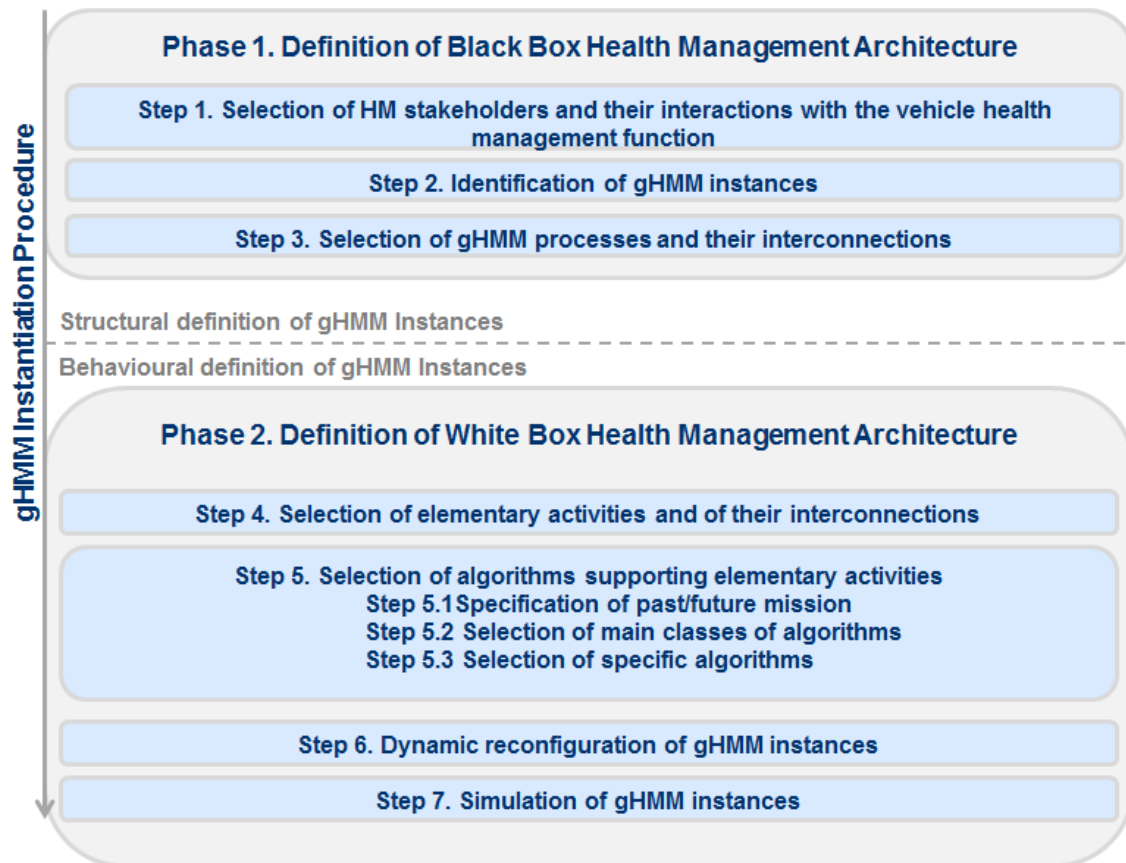 gHMM Instantiation Procedure
Phase 1. Definition of Black Box Health Management Architecture
Step 1. Selection of HM stakeholders and their interactions with the vehicle health
management function
Step 2. Identification of gHMM instances
Step 3. Selection of gHMM processes and their interconnections
Structural definition of gHMM Instances
Behavioural definition of gHMM Instances
Phase 2. Definition of White Box Health Management Architecture
Step 4. Selection of elementary activities and of their interconnections
Step 5. Selection of algorithms supporting elementary activities
Step 5.1 Specification of past/future mission
Step 5.2 Selection of main classes of algorithms
Step 5.3 Selection of specific algorithms
Step 6. Dynamic reconfiguration of gHMM instances
Step 7. Simulation of gHMM instances